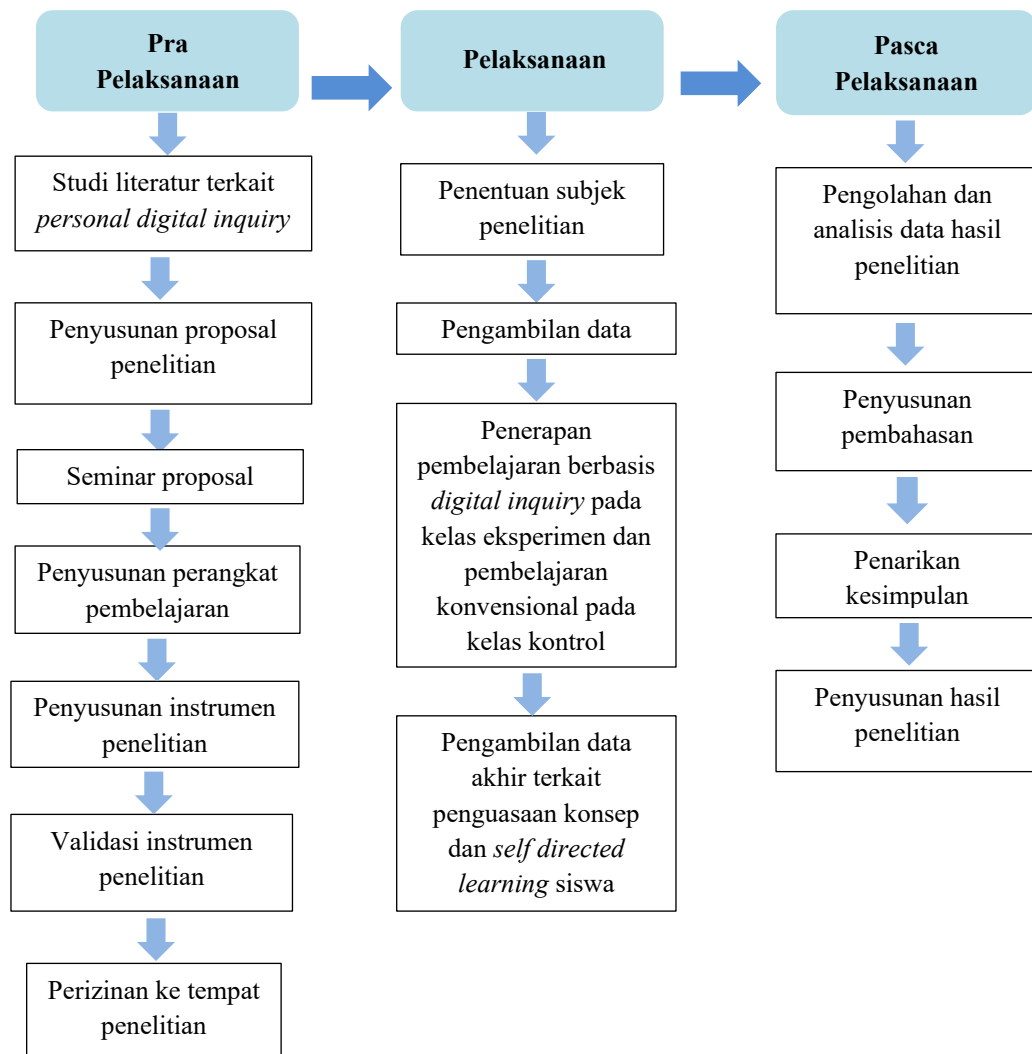 Pra
Pelaksanaan
Studi literatur terkait
personal digital inquiry
Penyusunan proposal
penelitian
Seminar proposal
Penyusunan perangkat
pembelajaran
Penyusunan instrumen
penelitian
Validasi instrumen
penelitian
Perizinan ke tempat
penelitian
Pelaksanaan
Penentuan subjek
penelitian
Pengambilan data
Penerapan
pembelajaran berbasis
digital inquiry pada
kelas eksperimen dan
pembelajaran
konvensional pada
kelas kontrol
Pengambilan data
akhir terkait
penguasaan konsep
dan self directed
learning siswa
Pasca
Pelaksanaan
Pengolahan dan
analisis data hasil
penelitian
Penyusunan
pembahasan
Penarikan
kesimpulan
Penyusunan hasil
penelitian